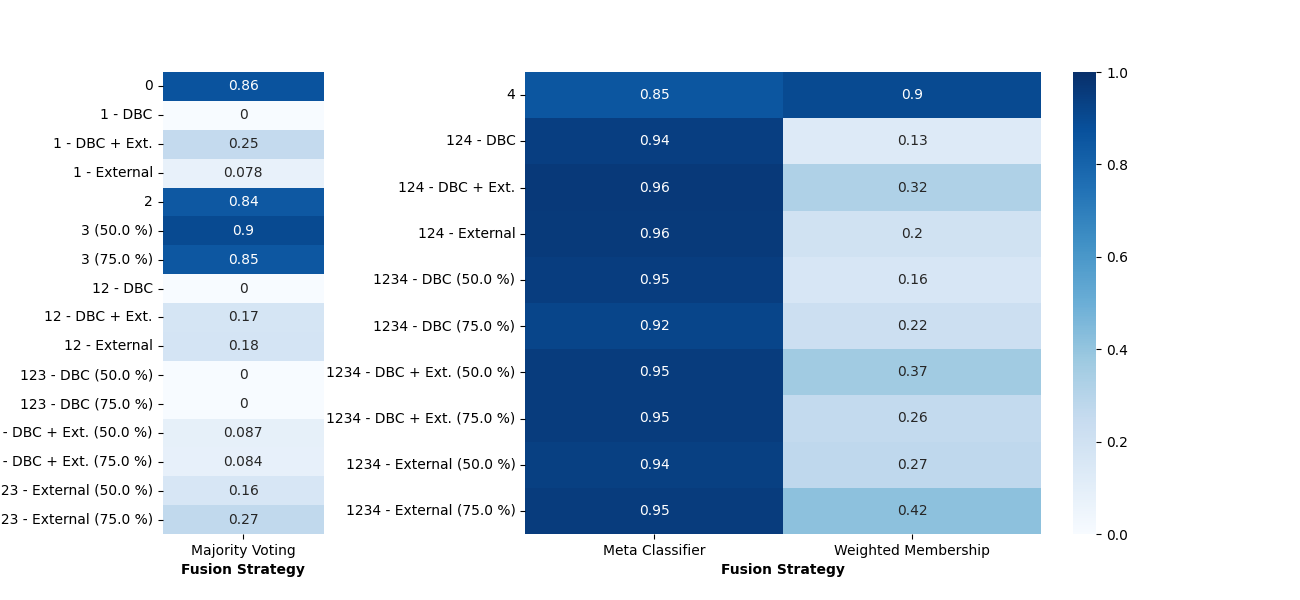 0 0.86
1 - DBC 0
1 - DBC + Ext. 0.25
1 - External 0.078
2 0.84
3 (50.0 %) 0.9
3 (75.0 %) 0.85
12 - DBC 0
12 - DBC + Ext. 0.17
12 - External 0.18
123 - DBC (50.0 %) 0
123 - DBC (75.0 %) 0
- DBC + Ext. (50.0 %) 0.087
- DBC + Ext. (75.0 %) 0.084
23 - External (50.0 %) 0.16
23 - External (75.0 %) 0.27
Majority Voting
Fusion Strategy
4 0.85 0.9
124 - DBC 0.94 0.13
124 - DBC + Ext. 0.96 0.32
124 - External 0.96 0.2
1234 - DBC (50.0 %) 0.95 0.16
1234 - DBC (75.0 %) 0.92 0.22
1234 - DBC + Ext. (50.0 %) 0.95 0.37
1234 - DBC + Ext. (75.0 %) 0.95 0.26
1234 - External (50.0 %) 0.94 0.27
1234 - External (75.0 %) 0.95 0.42
Meta Classifier Weighted Membership
Fusion Strategy
1.0
0.8
0.6
0.4
0.2
0.0